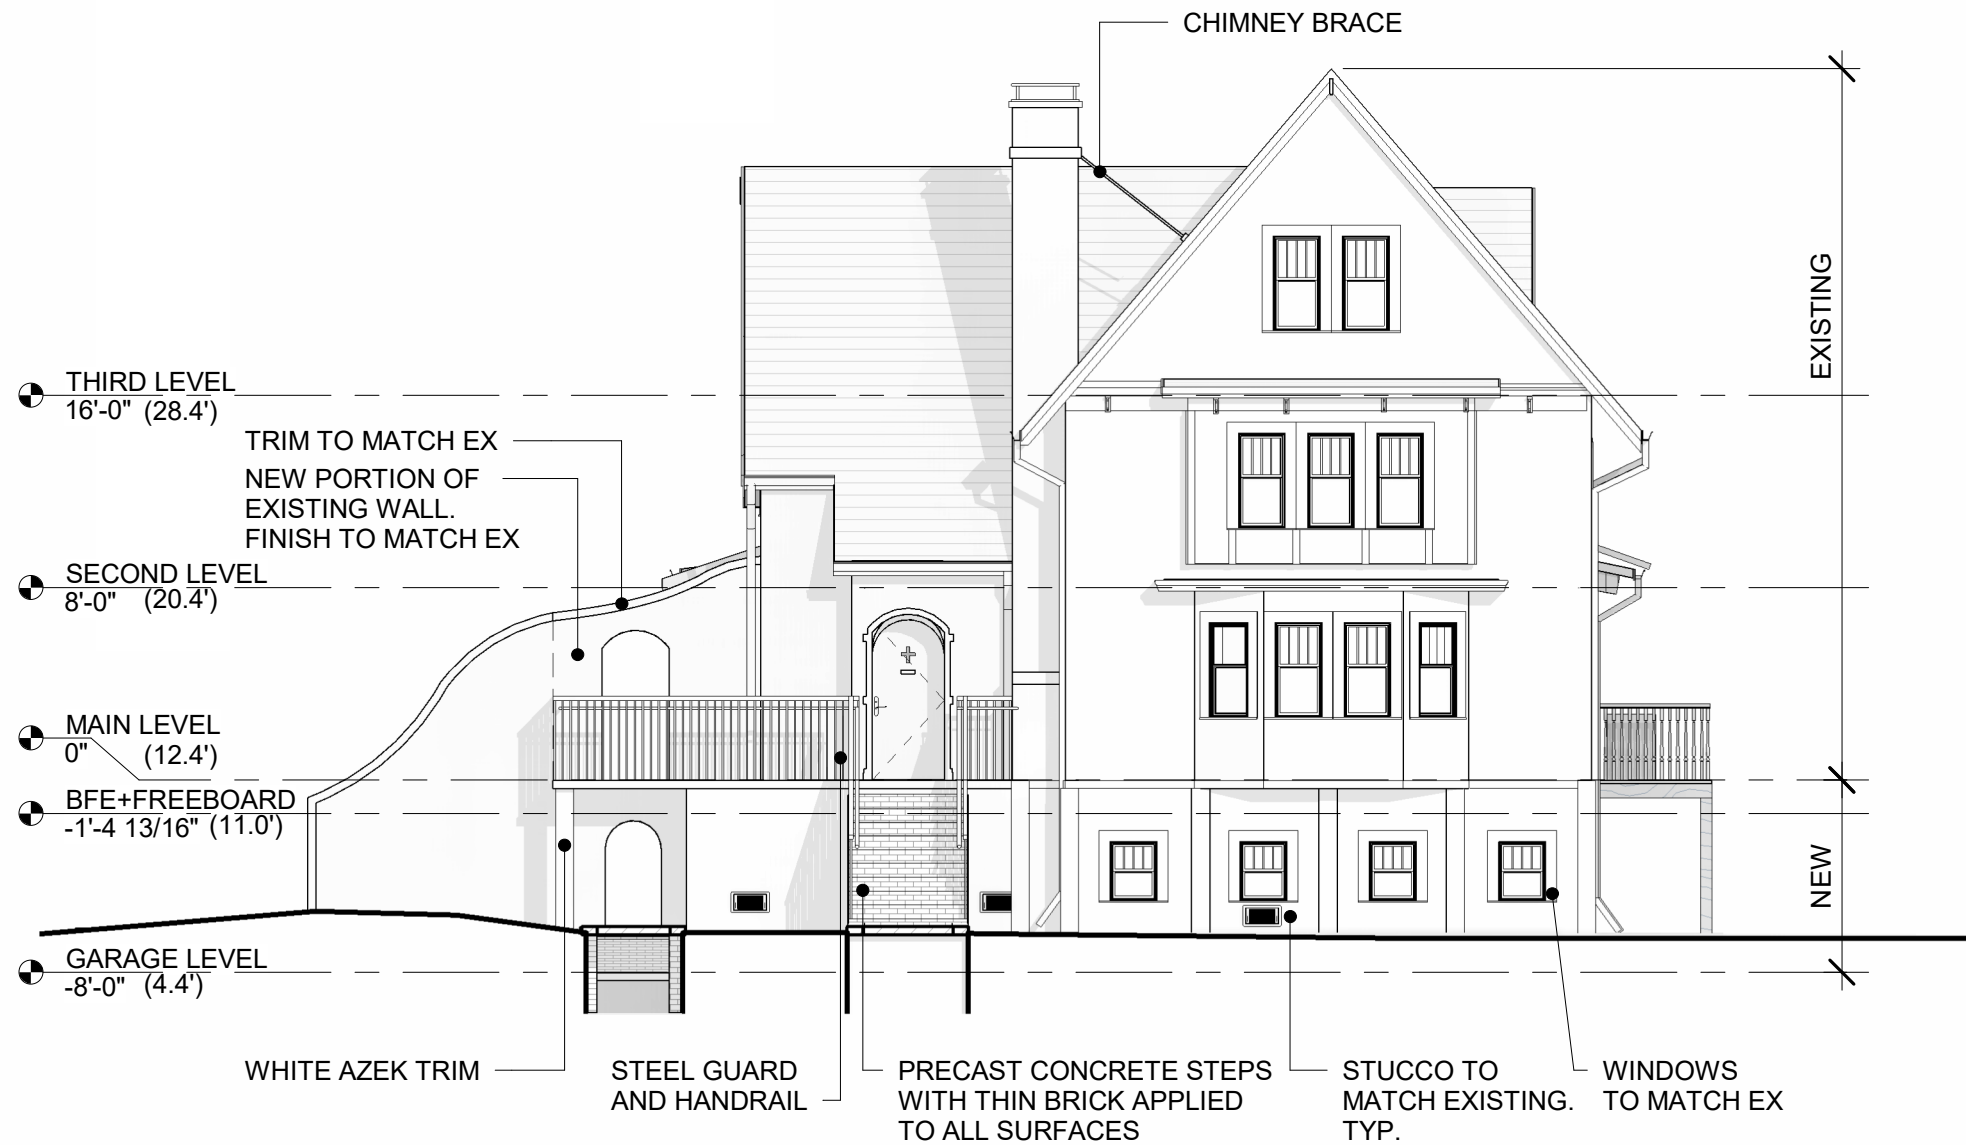 CHIMNEY BRACE
EXISTING
THIRD LEVEL
16'-0" (28.4')
TRIM TO MATCH EX
NEW PORTION OF
EXISTING WALL.
FINISH TO MATCH EX
SECOND LEVEL
8'-0" (20.4')
MAIN LEVEL
0" (12.4')
BFE+FREEBOARD
-1'-4 13/16" (11.0')
NEW
GARAGE LEVEL
-8'-0" (4.4')
WHITE AZEK TRIM
STEEL GUARD
AND HANDRAIL
PRECAST CONCRETE STEPS
WITH THIN BRICK APPLIED
TO ALL SURFACES
STUCCO TO
MATCH EXISTING.
TYP.
WINDOWS
TO MATCH EX